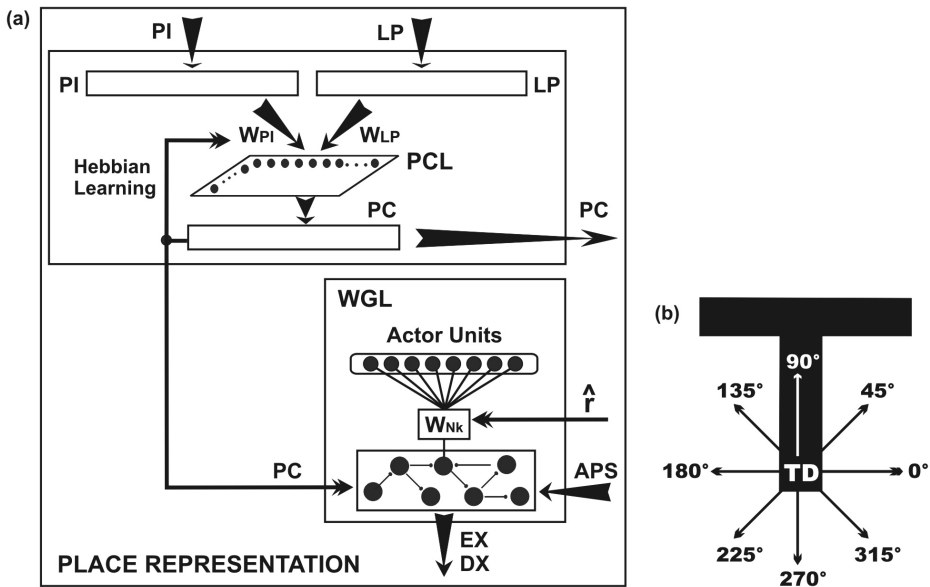 (a)
PI
LP
PI
LP
WPI
WLP
Hebbian
Learning
PCL
PC
PC
WGL
Actor Units
r̂
WNk
PC
APS
EX
DX
PLACE REPRESENTATION
(b)
90°
135°
45°
180°
TD
0°
225°
315°
270°